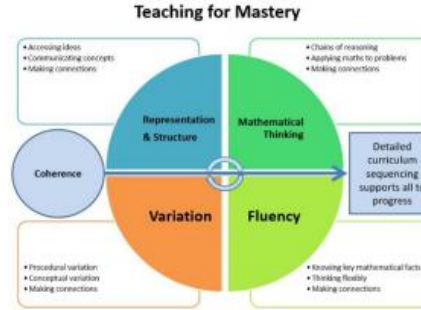 Teaching for Mastery
• Accessing ideas
• Communicating concepts
• Making connections
• Chains of reasoning
• Applying maths to problems
• Making connections
Representation
& Structure
Mathematical
Thinking
Coherence
Detailed
curriculum
sequencing
supports all to
progress
Variation
Fluency
• Procedural variation
• Conceptual variation
• Making connections
• Knowing key mathematical facts
• Thinking flexibly
• Making connections